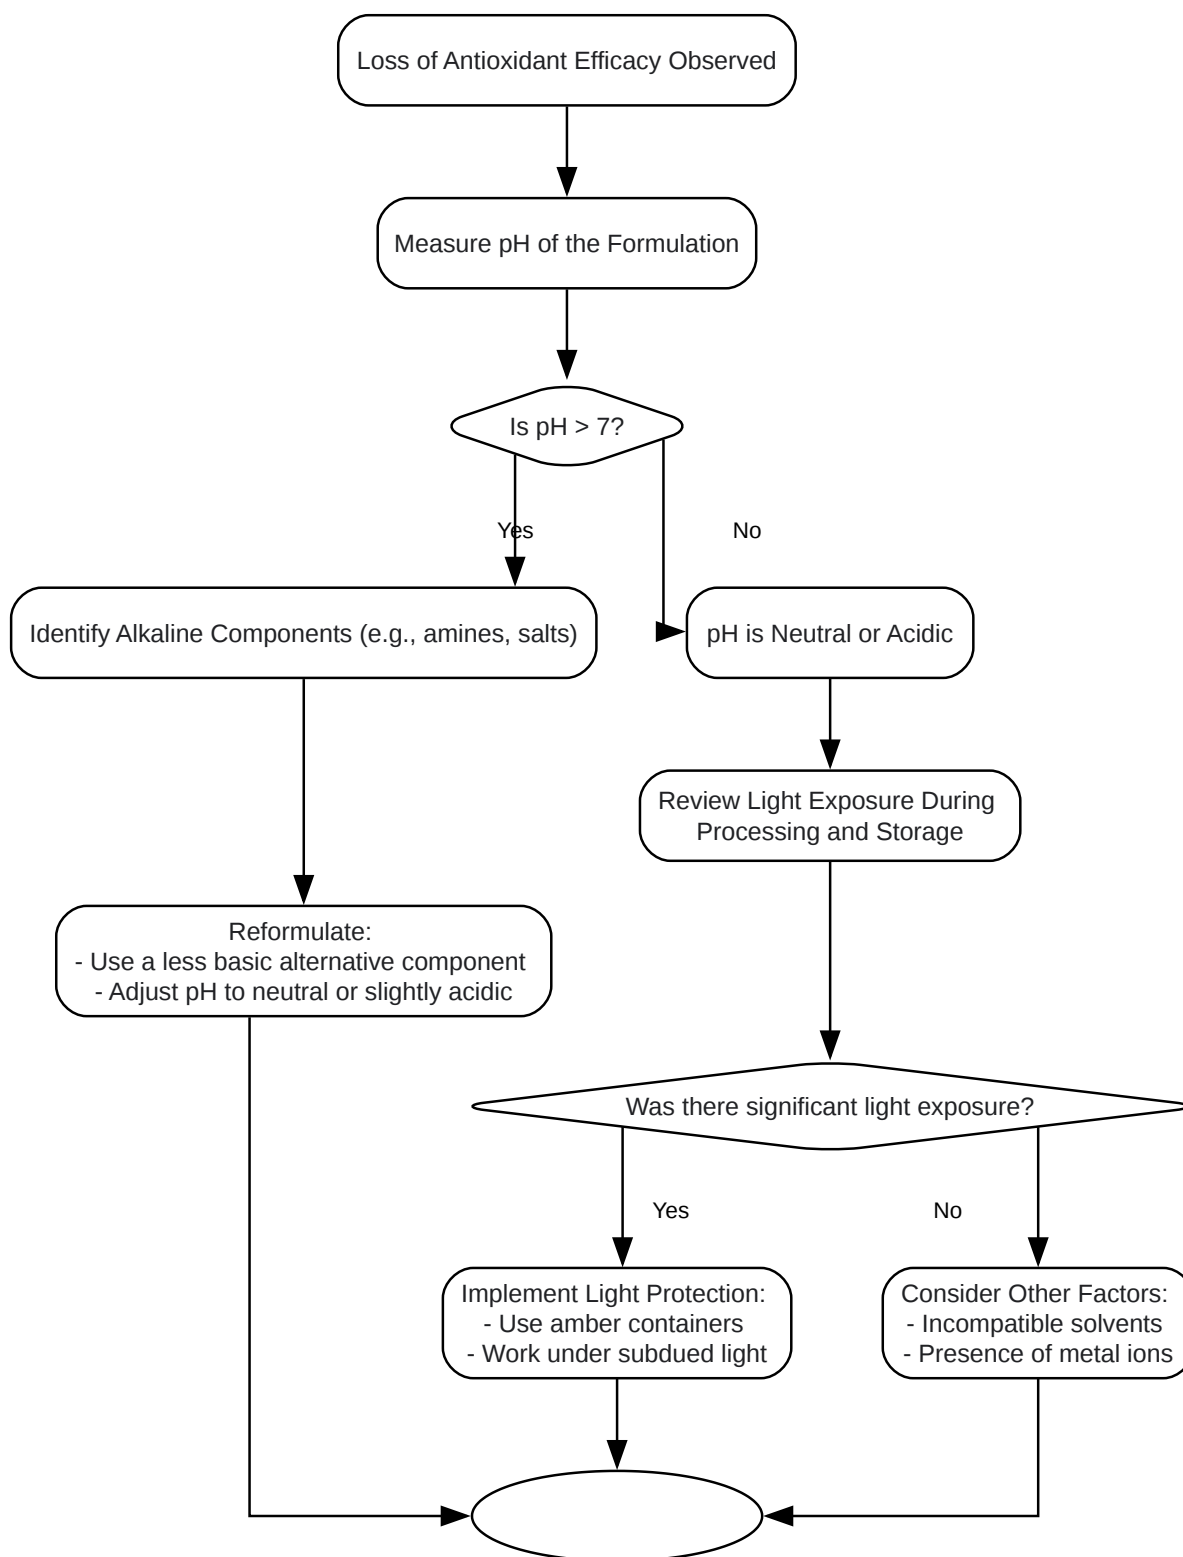 Loss of Antioxidant Efficacy Observed
Measure pH of the Formulation
Is pH > 7?
Yes
No
Identify Alkaline Components (e.g., amines, salts)
pH is Neutral or Acidic
Review Light Exposure During
Processing and Storage
Reformulate:
- Use a less basic alternative component
- Adjust pH to neutral or slightly acidic
Was there significant light exposure?
Yes
No
Implement Light Protection:
- Use amber containers
- Work under subdued light
Consider Other Factors:
- Incompatible solvents
- Presence of metal ions